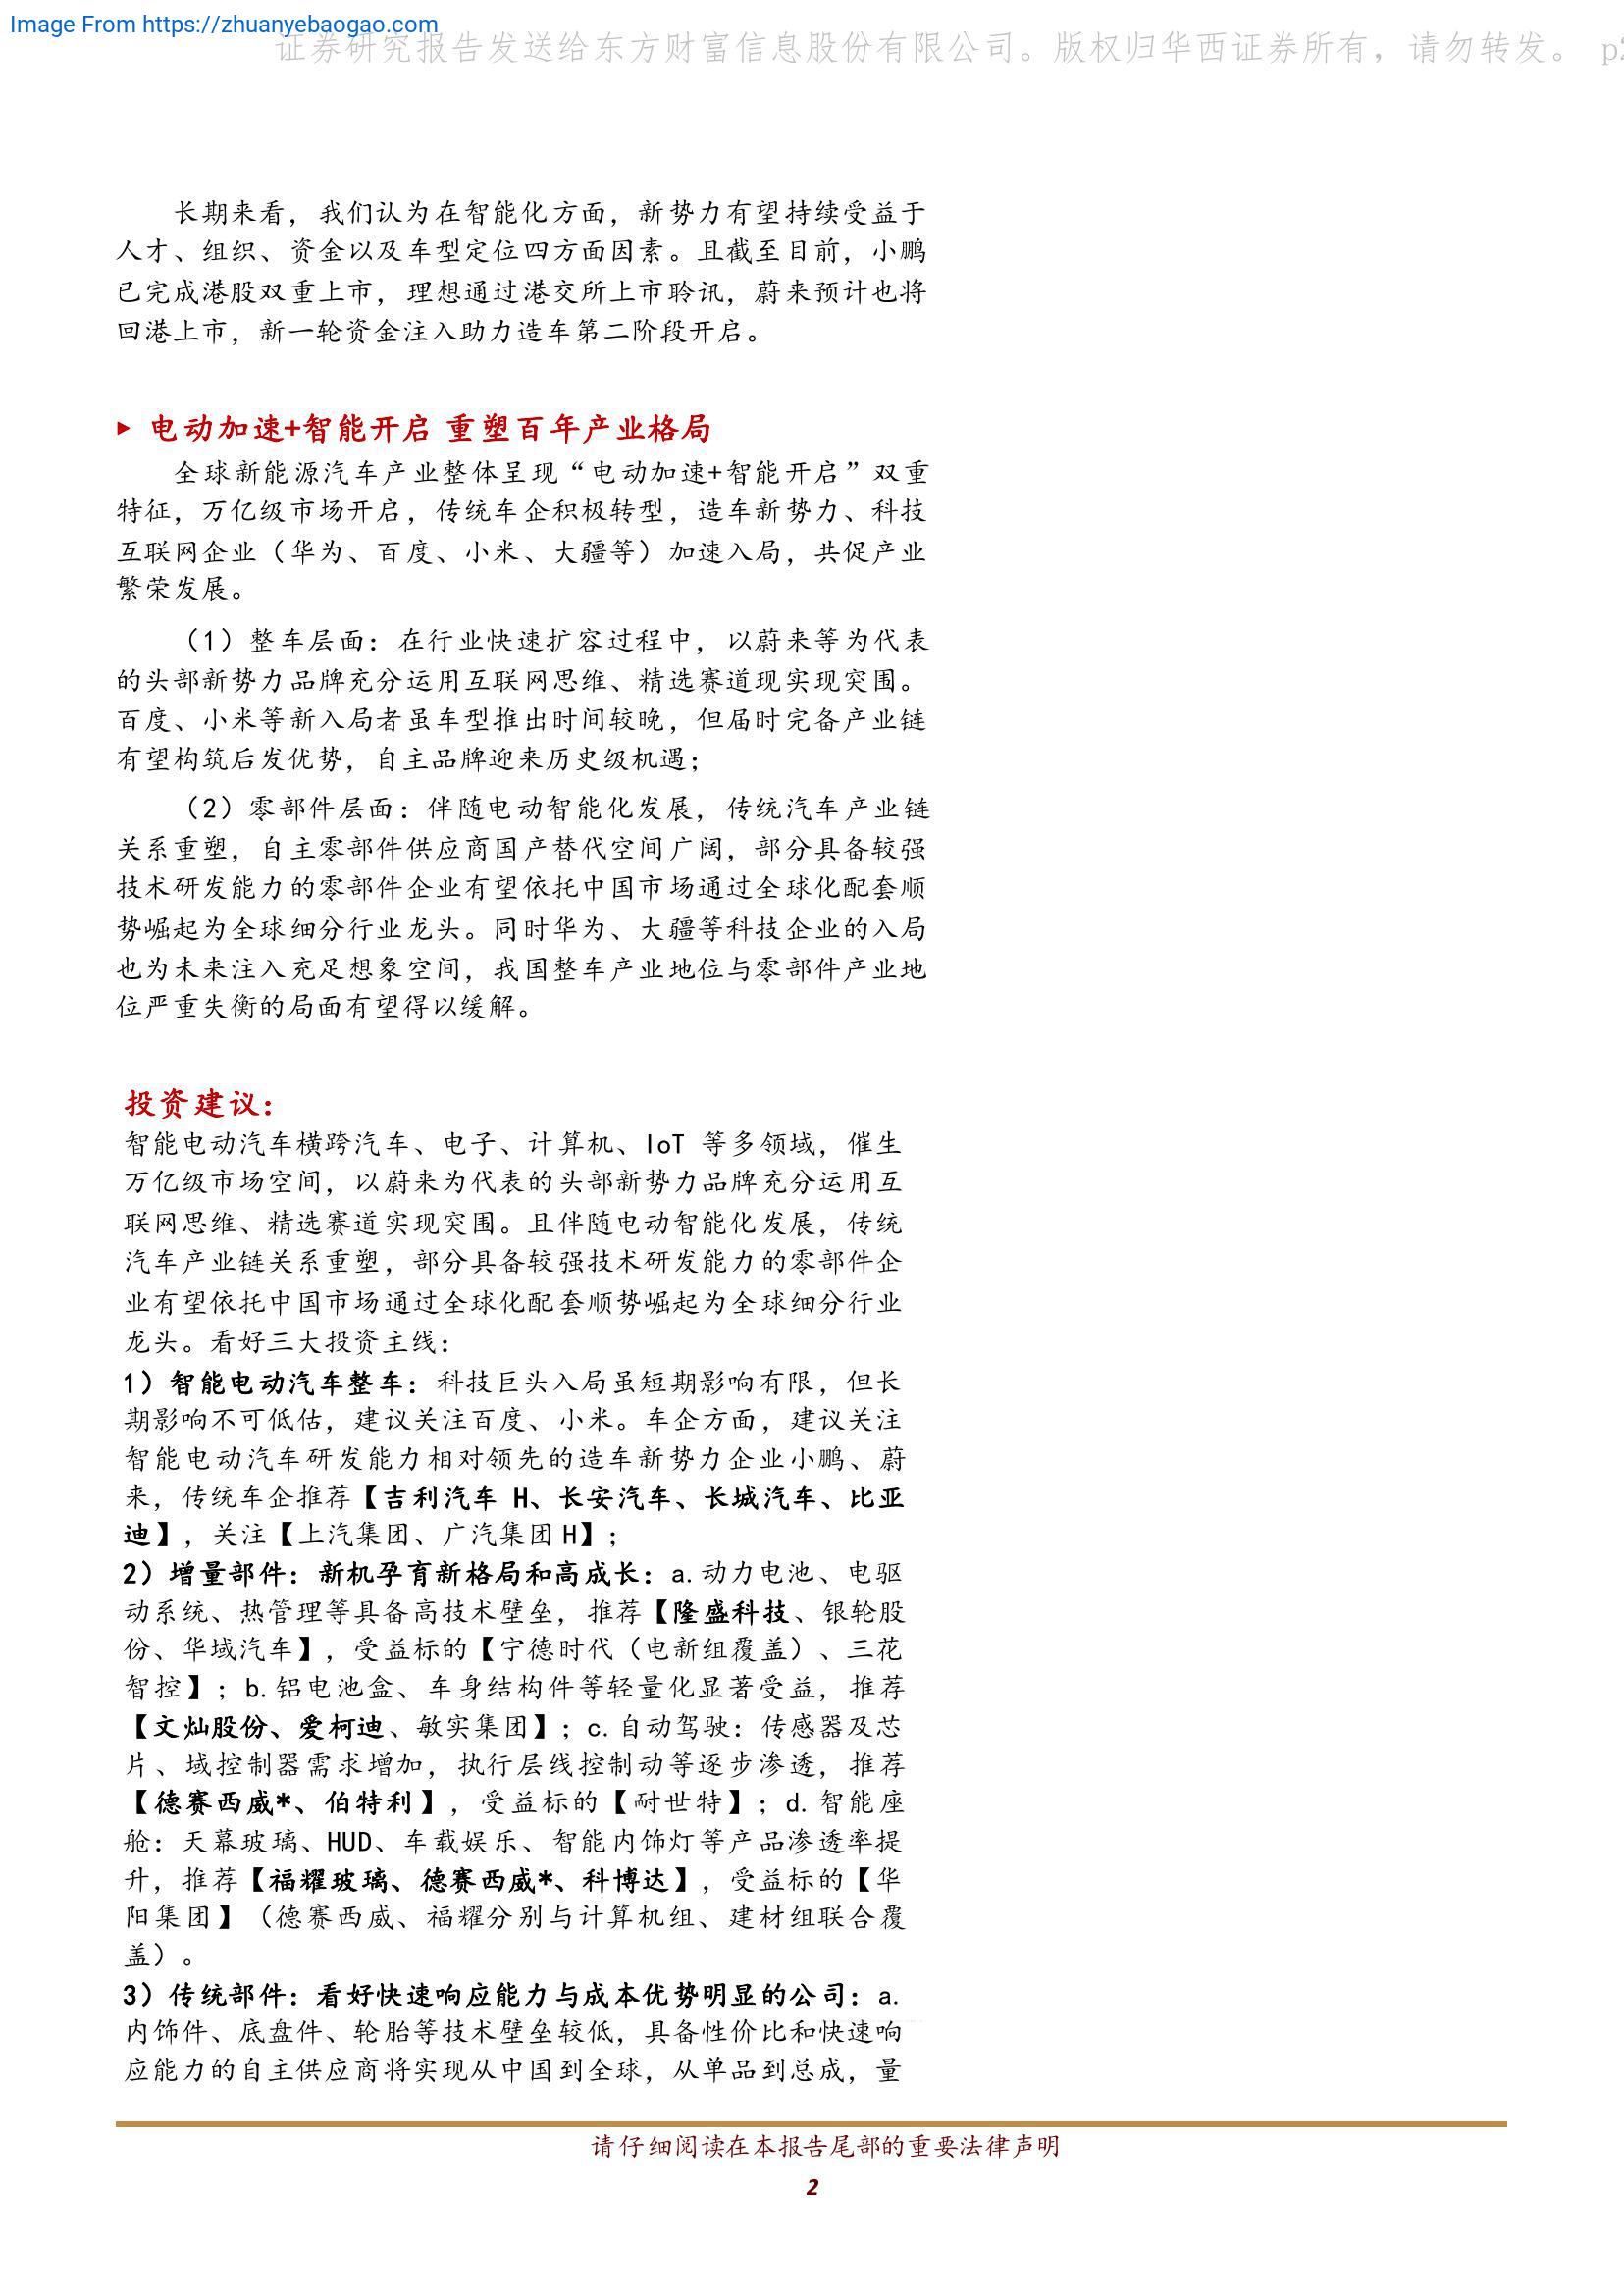 Image From https://zhuanyebaogao.com
证券研究报告发送给东方财富信息股份有限公司。版权归华西证券所有，请勿转发。 p2
长期来看，我们认为在智能化方面，新势力有望持续受益于
人才、组织、资金以及车型定位四方面因素。且截至目前，小鹏
已完成港股双重上市，理想通过港交所上市聆讯，蔚来预计也将
回港上市，新一轮资金注入助力造车第二阶段开启。
▶ 电动加速+智能开启 重塑百年产业格局
全球新能源汽车产业整体呈现“电动加速+智能开启”双重
特征，万亿级市场开启，传统车企积极转型，造车新势力、科技
互联网企业（华为、百度、小米、大疆等）加速入局，共促产业
繁荣发展。
（1）整车层面：在行业快速扩容过程中，以蔚来等为代表
的头部新势力品牌充分运用互联网思维、精选赛道现实现突围。
百度、小米等新入局者虽车型推出时间较晚，但届时完备产业链
有望构筑后发优势，自主品牌迎来历史级机遇；
（2）零部件层面：伴随电动智能化发展，传统汽车产业链
关系重塑，自主零部件供应商国产替代空间广阔，部分具备较强
技术研发能力的零部件企业有望依托中国市场通过全球化配套顺
势崛起为全球细分行业龙头。同时华为、大疆等科技企业的入局
也为未来注入充足想象空间，我国整车产业地位与零部件产业地
位严重失衡的局面有望得以缓解。
投资建议：
智能电动汽车横跨汽车、电子、计算机、IoT 等多领域，催生
万亿级市场空间，以蔚来为代表的头部新势力品牌充分运用互
联网思维、精选赛道实现突围。且伴随电动智能化发展，传统
汽车产业链关系重塑，部分具备较强技术研发能力的零部件企
业有望依托中国市场通过全球化配套顺势崛起为全球细分行业
龙头。看好三大投资主线：
1）智能电动汽车整车：科技巨头入局虽短期影响有限，但长
期影响不可低估，建议关注百度、小米。车企方面，建议关注
智能电动汽车研发能力相对领先的造车新势力企业小鹏、蔚
来，传统车企推荐【吉利汽车 H、长安汽车、长城汽车、比亚
迪】，关注【上汽集团、广汽集团 H】；
2）增量部件：新机孕育新格局和高成长：a.动力电池、电驱
动系统、热管理等具备高技术壁垒，推荐【隆盛科技、银轮股
份、华域汽车】，受益标的【宁德时代（电新组覆盖）、三花
智控】；b.铝电池盒、车身结构件等轻量化显著受益，推荐
【文灿股份、爱柯迪、敏实集团】；c.自动驾驶：传感器及芯
片、域控制器需求增加，执行层线控制动等逐步渗透，推荐
【德赛西威*、伯特利】，受益标的【耐世特】；d.智能座
舱：天幕玻璃、HUD、车载娱乐、智能内饰灯等产品渗透率提
升，推荐【福耀玻璃、德赛西威*、科博达】，受益标的【华
阳集团】（德赛西威、福耀分别与计算机组、建材组联合覆
盖）。
3）传统部件：看好快速响应能力与成本优势明显的公司：a.
内饰件、底盘件、轮胎等技术壁垒较低，具备性价比和快速响
应能力的自主供应商将实现从中国到全球，从单品到总成，量
请仔细阅读在本报告尾部的重要法律声明
2